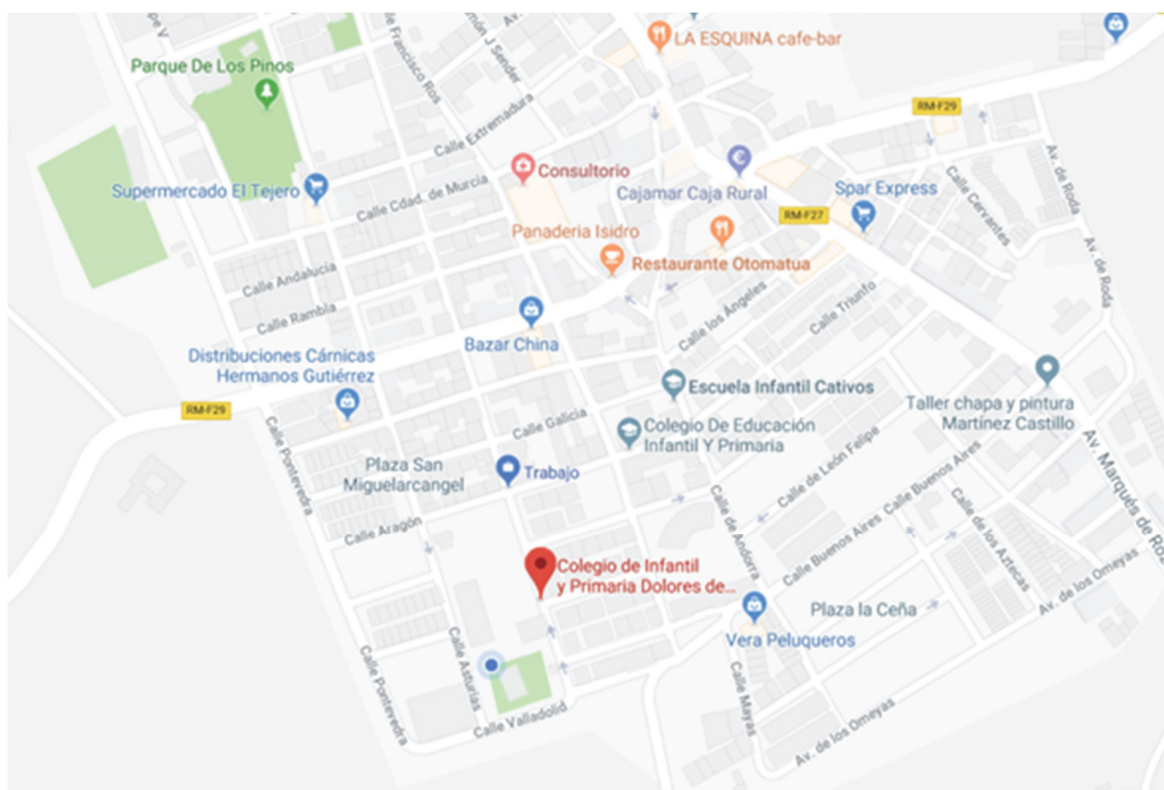 LA ESQUINA cafe-bar
Calle Francisco Ros
Parque De Los Pinos
RM-F29
Calle Extremadura
Consultorio
Cajamar Caja Rural
Av. de Roda
Supermercado El Tejero
Calle Cdad. de Murcia
Spar Express
Calle Cervantes
RM-F27
Panaderia Isidro
Restaurante Otomatua
Av. de Roda
Calle Andalucía
Calle Rambla
Calle los Ángeles
Calle Triunfo
Bazar China
Distribuciones Cárnicas
Hermanos Gutiérrez
Escuela Infantil Cativos
RM-F29
Taller chapa y pintura
Martínez Castillo
Calle Galicia
Colegio De Educación
Infantil Y Primaria
Calle Pontevedra
Plaza San
Miguelarcangel
Trabajo
Calle de León Felipe
Calle Buenos Aires
Av. Marqués de Roz
Calle Aragón
Calle de Andorra
Calle Buenos Aires
Calle de los Aztecas
Colegio de Infantil
y Primaria Dolores de...
Av. de los Omeyas
Plaza la Ceña
Vera Peluqueros
Calle Asturias
Calle Pontevedra
Calle Mayas
Calle Valladolid
Av. de los Omeyas